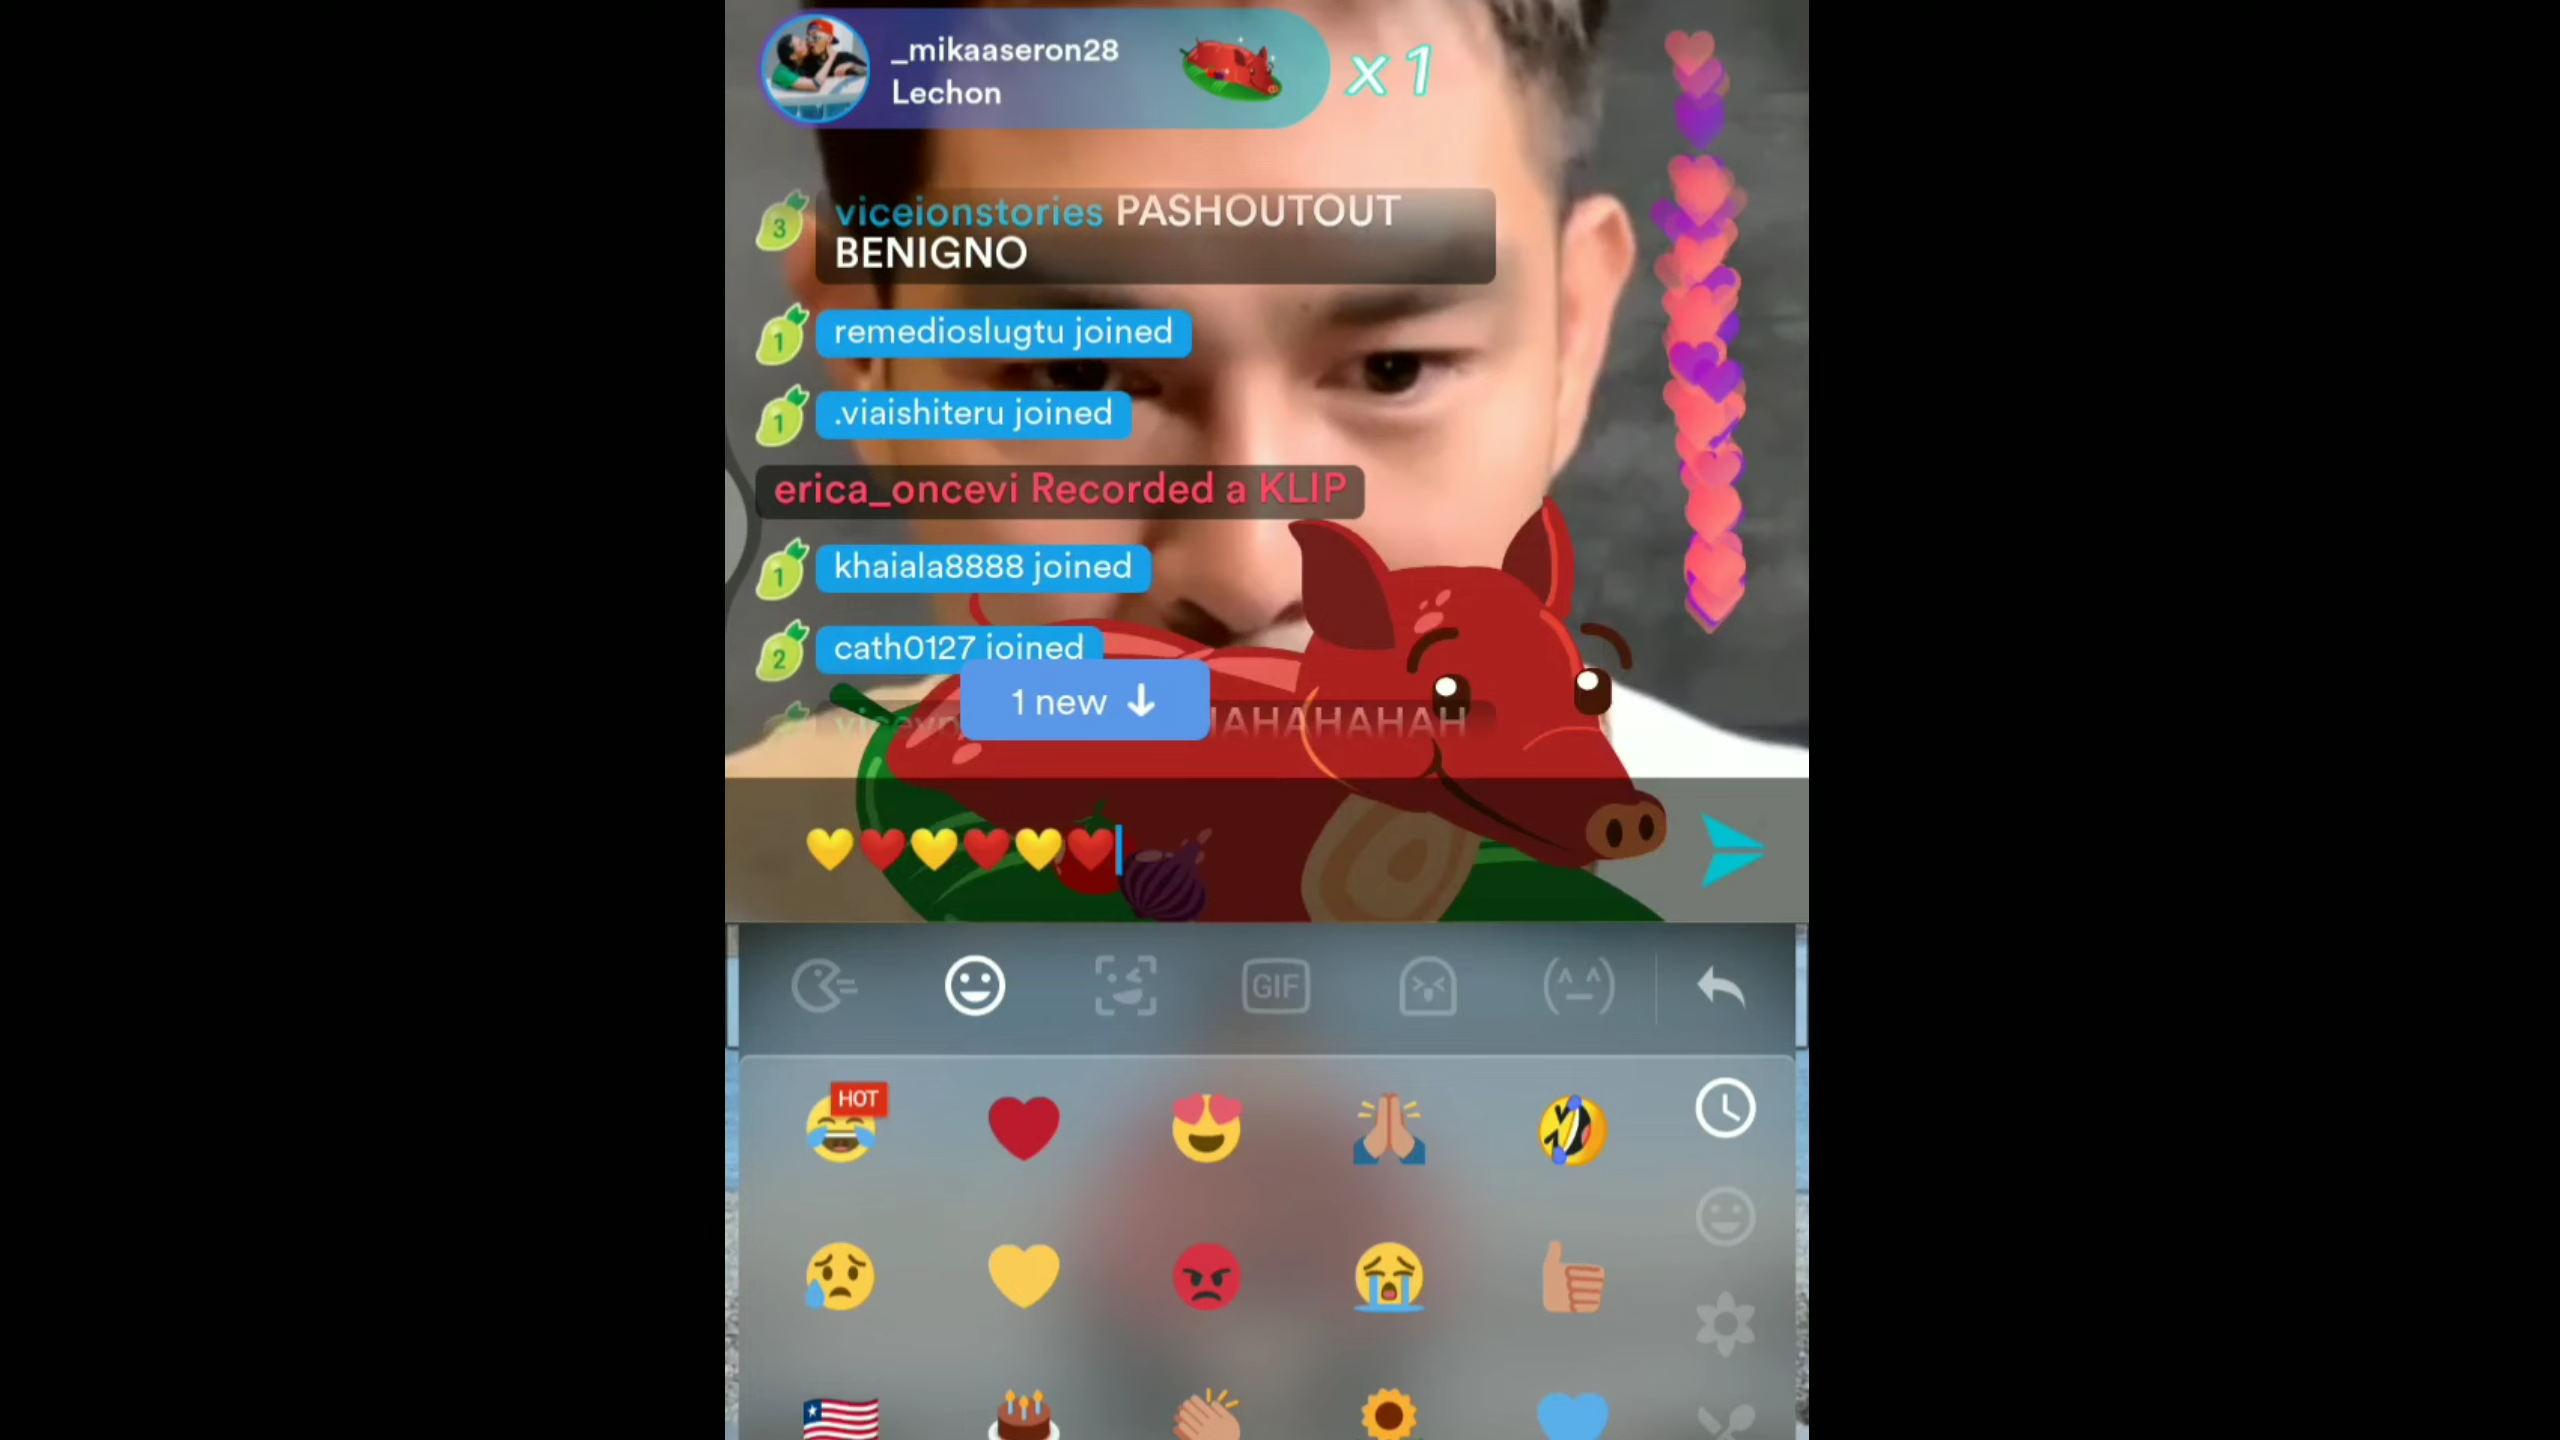 _mikaaseron28
Lechon
x 1
3
viceionstories PASHOUTOUT
BENIGNO
1
remedioslugtu joined
1
.viaishiteru joined
erica_oncevi Recorded a KLIP
1
khaiala8888 joined
2
cath0127 joined
1 new
AHAHAHAH
GIF
HOT